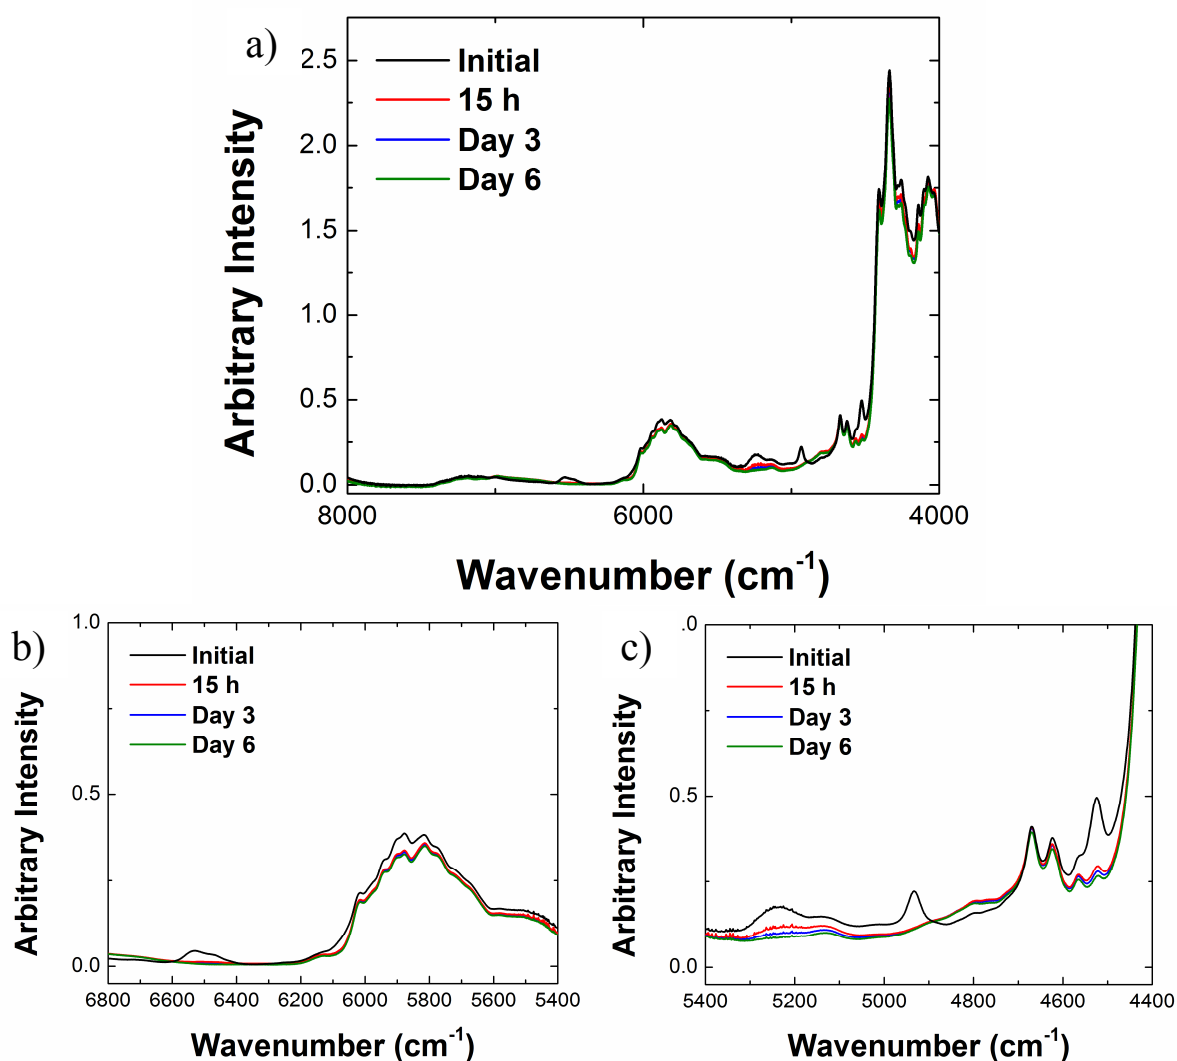 a)
Initial
15 h
Day 3
Day 6
2.5
2.0
1.5
1.0
0.5
0.0
Arbitrary Intensity
8000 6000 4000
Wavenumber (cm-1)
b)
Initial
15 h
Day 3
Day 6
1.0
0.5
0.0
Arbitrary Intensity
6800 6600 6400 6200 6000 5800 5600 5400
Wavenumber (cm-1)
c)
Initial
15 h
Day 3
Day 6
.0
0.5
0.0
Arbitrary Intensity
5400 5200 5000 4800 4600 4400
Wavenumber (cm-1)